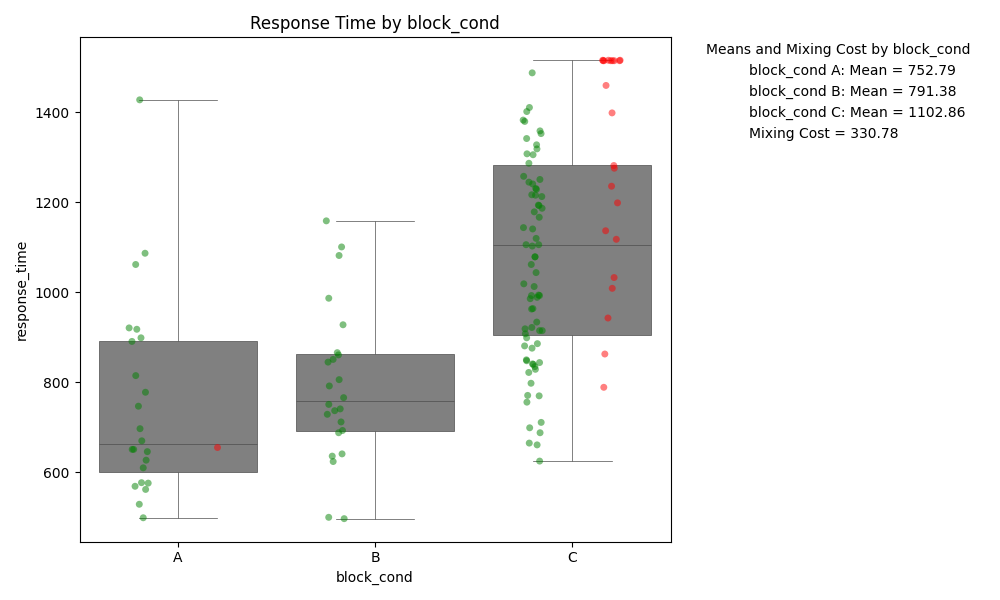 Response Time by block_cond
Means and Mixing Cost by block_cond
block_cond A: Mean = 752.79
block_cond B: Mean = 791.38
block_cond C: Mean = 1102.86
Mixing Cost = 330.78
response_time
1400
1200
1000
800
600
A
B
C
block_cond